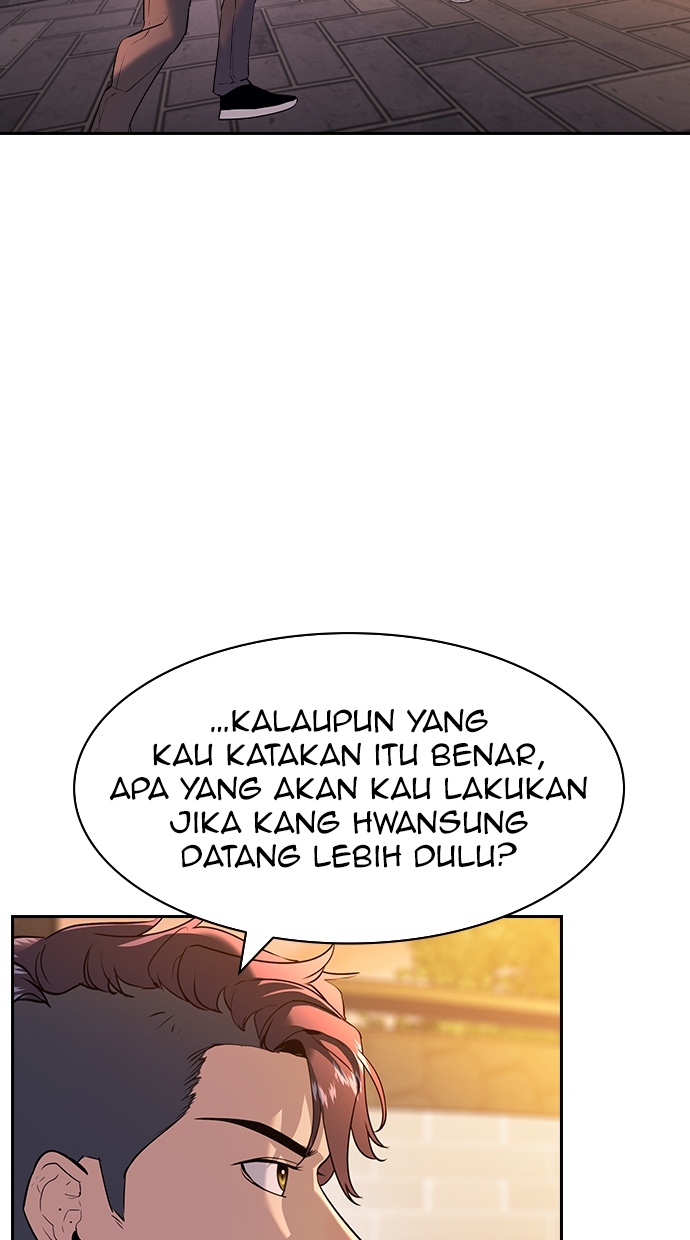 ...KALAUPUN YANG
KAU KATAKAN ITU BENAR,
APA YANG AKAN KAU LAKUKAN
JIKA KANG HWANSUNG
DATANG LEBIH DULU?